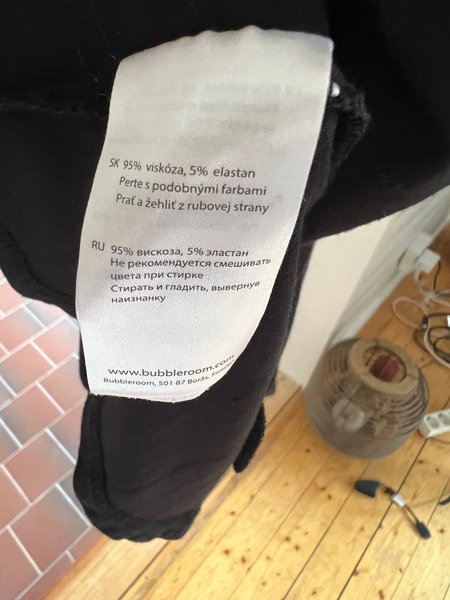 SK 95% viskóza, 5% elastan
Perte s podobnými farbami
Prať a žehliť z rubovej strany
RU 95% вискоза, 5% эластан
Не рекомендуется смешивать
цвета при стирке
Стирать и гладить, вывернув
наизнанку
www.bubbleroom.com
Bubbleroom, 501 87 Borås, Sweden